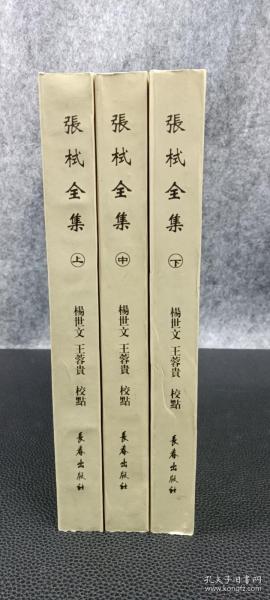 張栻全集 上 楊世文 王蓉貴 校點 長春出版社
張栻全集 中 楊世文 王蓉貴 校點 長春出版社
張栻全集 下 楊世文 王蓉貴 校點 長春出版社
孔夫子旧书网